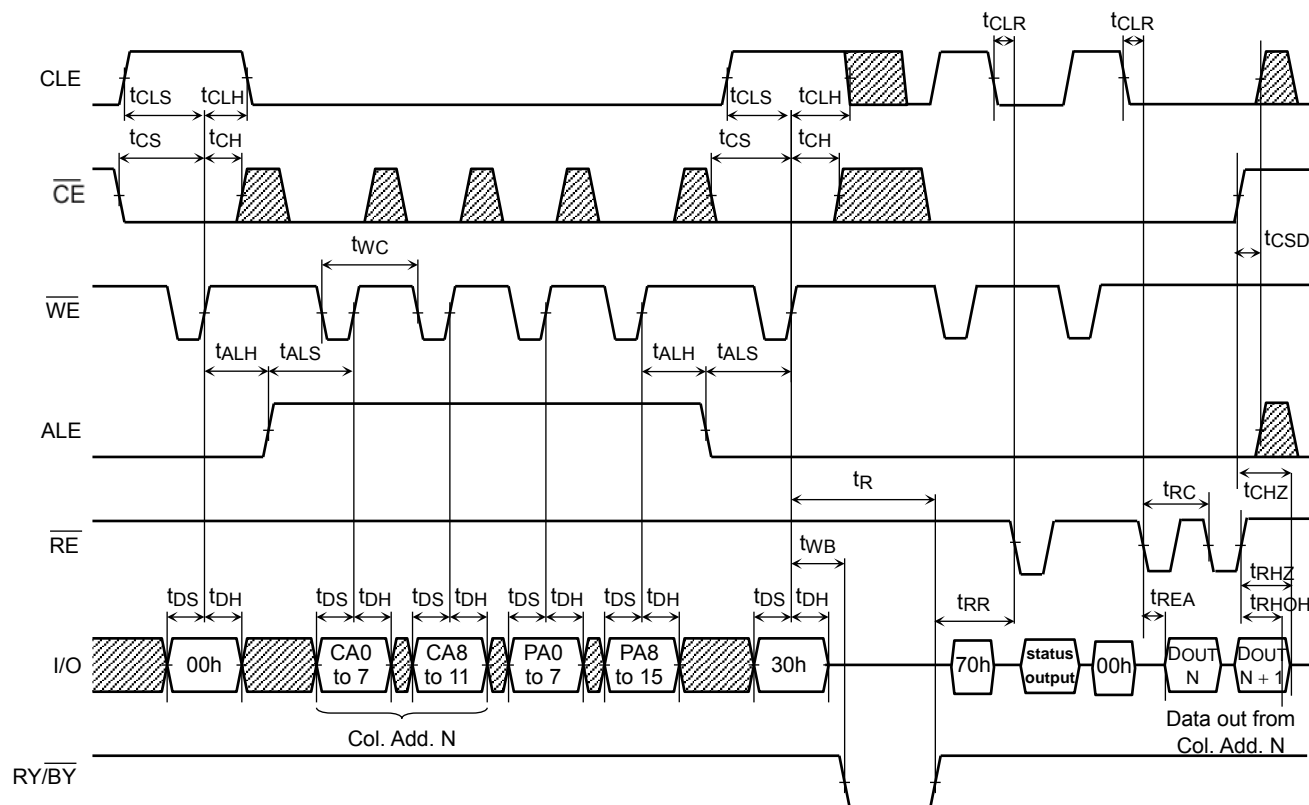 tCLR tCLR
CLE
tCLS tCLH tCLS tCLH
tCS tCH tCS tCH
CE
tCSD
tWC
WE
tALH tALS tALH tALS
ALE
tR tRC tCHZ
RE
tWB
tDS tDH tDS tDH tDS tDH tDS tDH tDS tDH tDS tDH tRR tREA tRHZ
tRHOH
I/O 00h CA0 to 7 CA8 to 11 PA0 to 7 PA8 to 15 30h 70h status output 00h DOUT N DOUT N + 1
Col. Add. N
Data out from
Col. Add. N
RY/BY